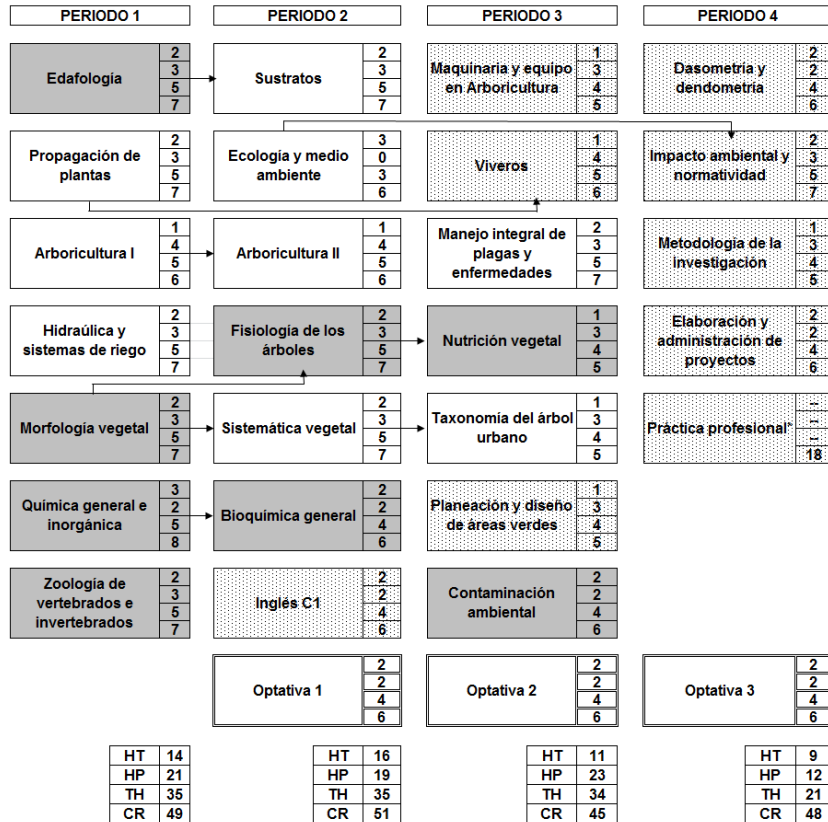 PERIODO 1
PERIODO 2
PERIODO 3
PERIODO 4
Edafología
2
3
5
7
Sustratos
2
3
5
7
Maquinaria y equipo
en Arboricultura
1
3
4
5
Dasometría y
dendometría
2
2
4
6
Propagación de
plantas
2
3
5
7
Ecología y medio
ambiente
3
0
3
6
Viveros
1
4
5
6
Impacto ambiental y
normatividad
2
3
5
7
Arboricultura I
1
4
5
6
Arboricultura II
1
4
5
6
Manejo integral de
plagas y
enfermedades
2
3
5
7
Metodología de la
investigación
1
3
4
5
Hidraúlica y
sistemas de riego
2
3
5
7
Fisiología de los
árboles
2
3
5
7
Nutrición vegetal
1
3
4
5
Elaboración y
administración de
proyectos
2
2
4
6
Morfología vegetal
2
3
5
7
Sistemática vegetal
2
3
5
7
Taxonomía del árbol
urbano
1
3
4
5
Práctica profesional*
--
--
--
18
Química general e
inorgánica
3
2
5
8
Bioquímica general
2
2
4
6
Planeación y diseño
de áreas verdes
1
3
4
5
Zoología de
vertebrados e
invertebrados
2
3
5
7
Inglés C1
2
2
4
6
Contaminación
ambiental
2
2
4
6
Optativa 1
2
2
4
6
Optativa 2
2
2
4
6
Optativa 3
2
2
4
6
HT 14
HP 21
TH 35
CR 49
HT 16
HP 19
TH 35
CR 51
HT 11
HP 23
TH 34
CR 45
HT 9
HP 12
TH 21
CR 48